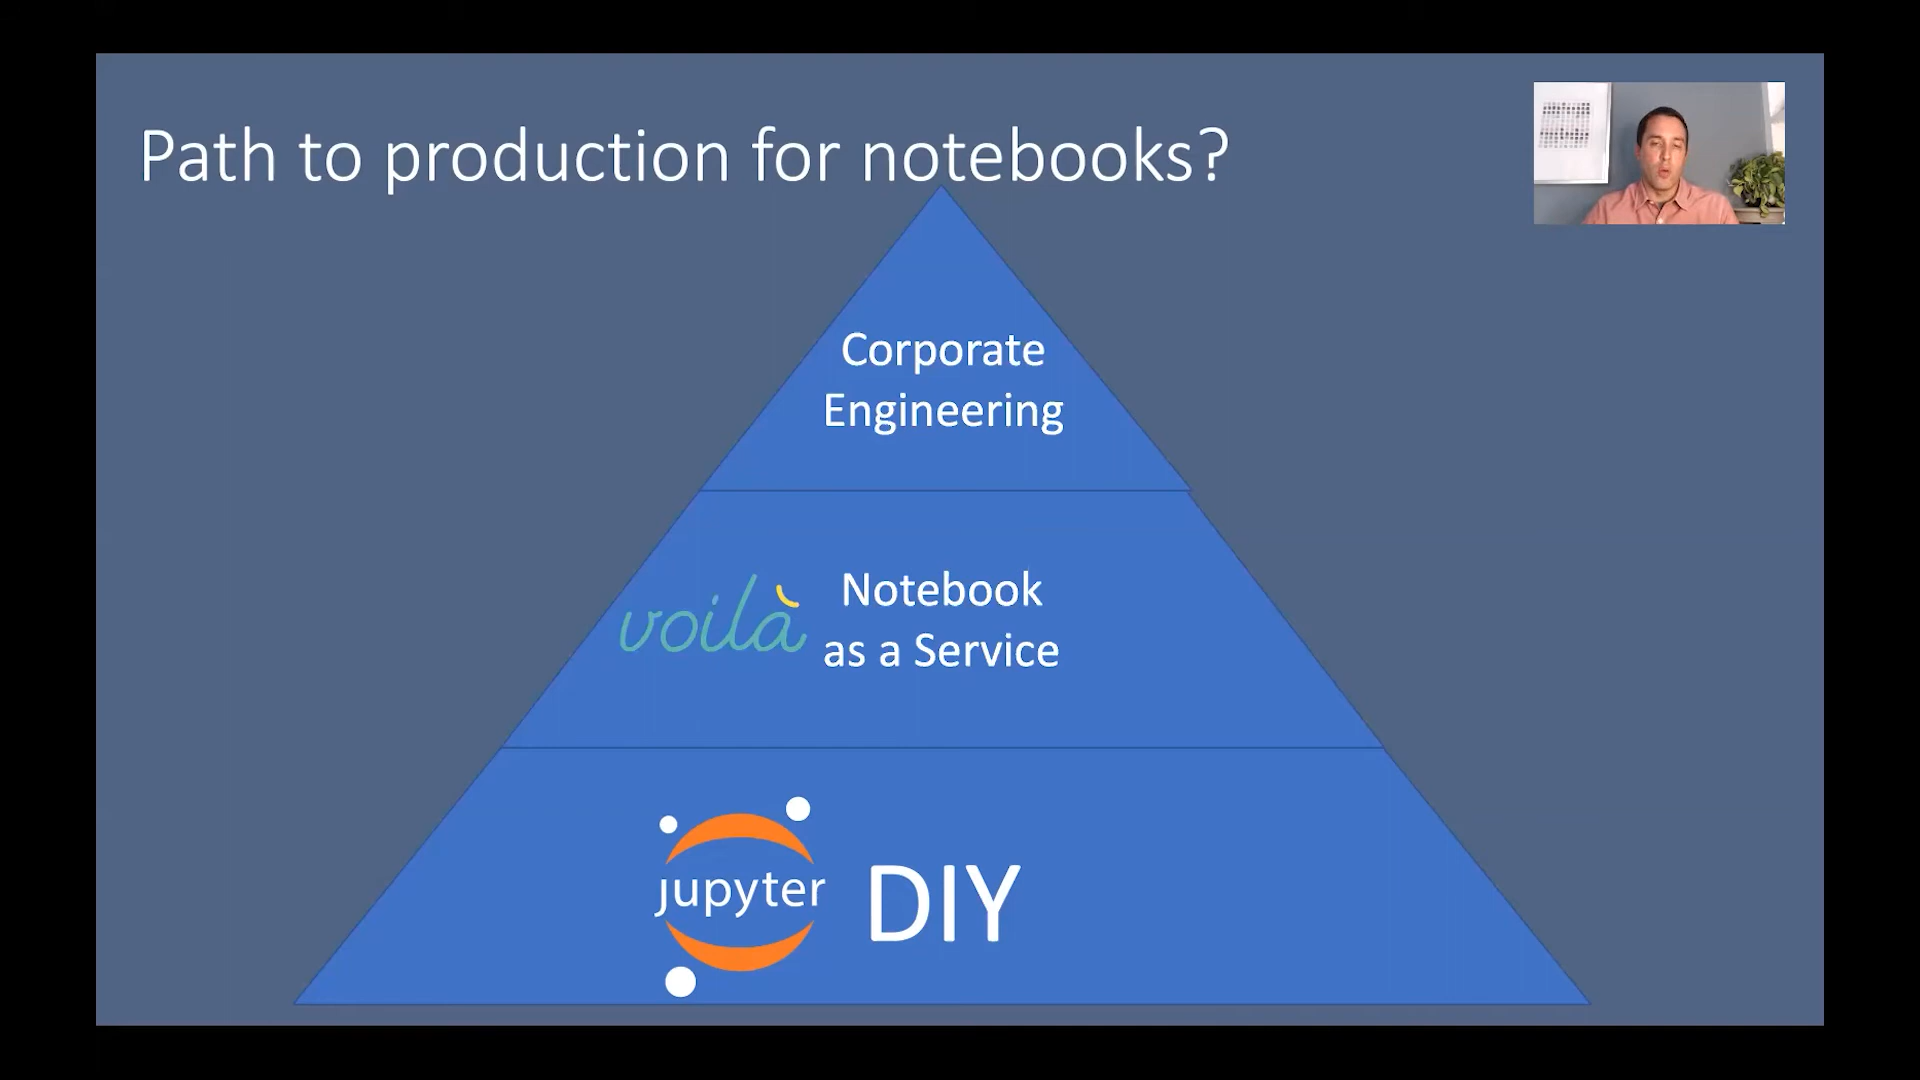 Path to production for notebooks?
Corporate
Engineering
voilà
Notebook
as a Service
jupyter
DIY